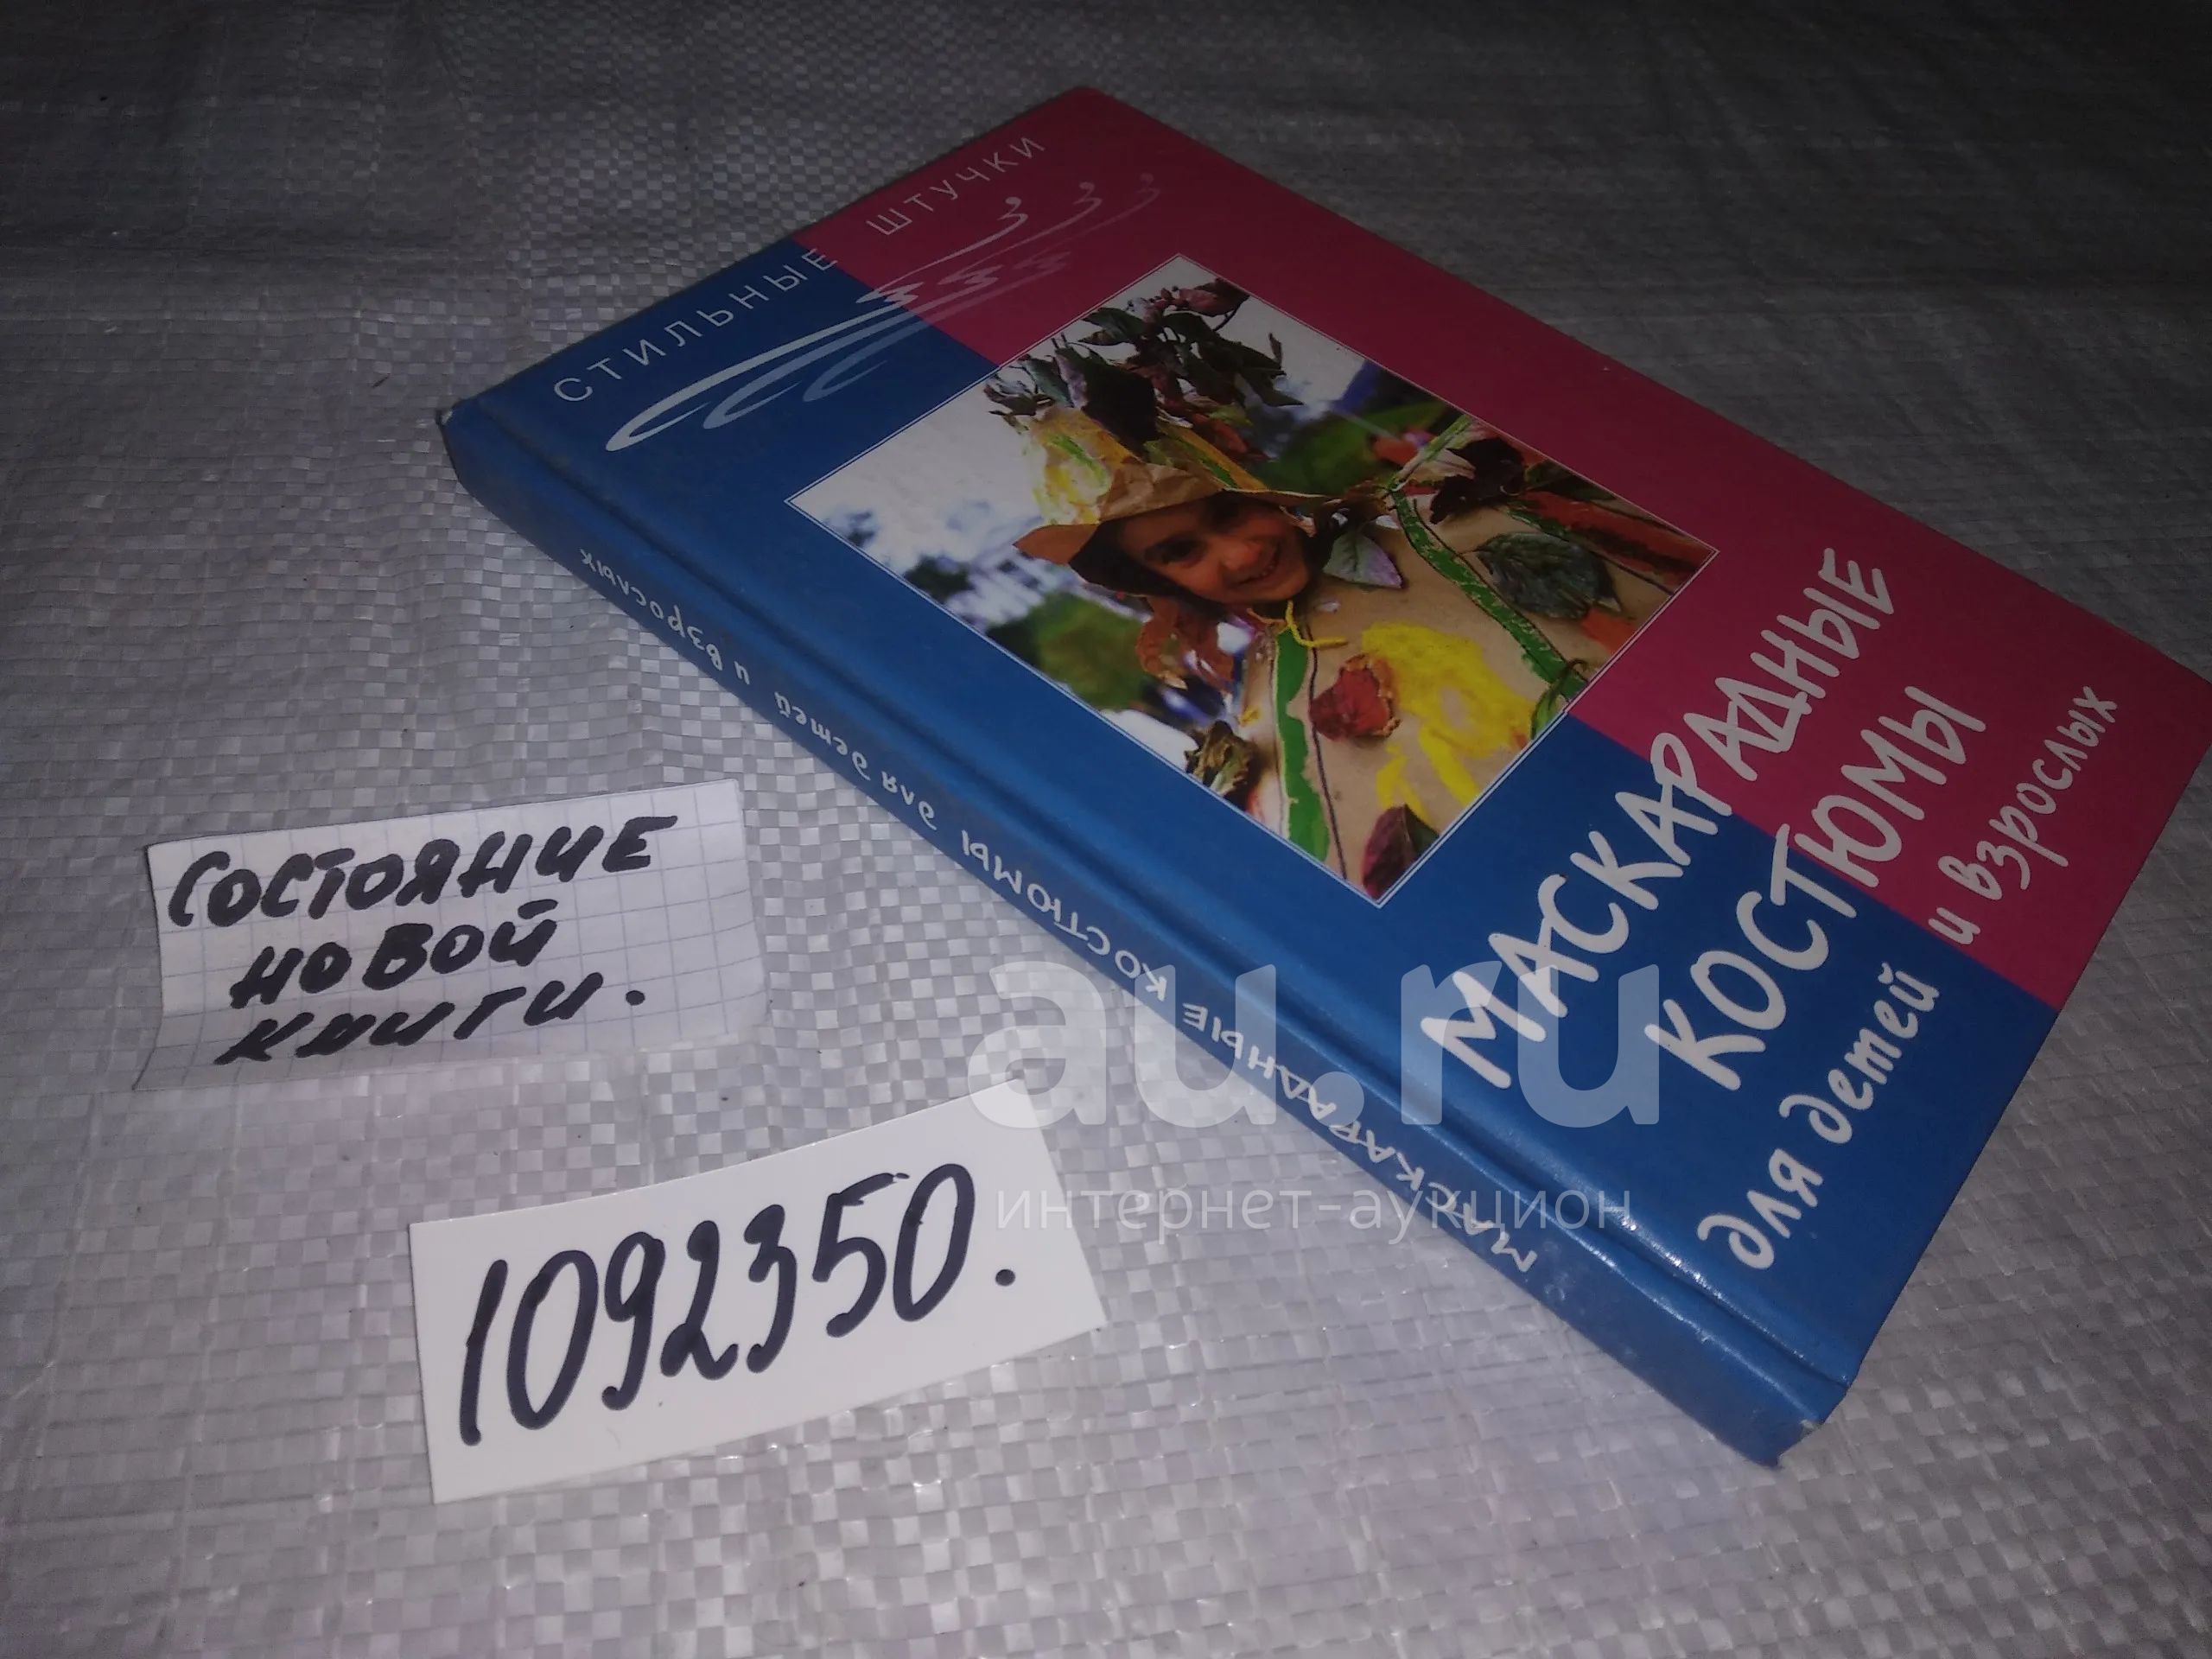 СТИЛЬНЫЕ ШТУЧКИ
МАСКАРАДНЫЕ
КОСТЮМЫ
для детей и взрослых
МАСКАРАДНЫЕ КОСТЮМЫ для детей и взрослых
СОСТОЯНИЕ
НОВОЙ
КНИГИ.
1092350.
au.ru
интернет-аукцион